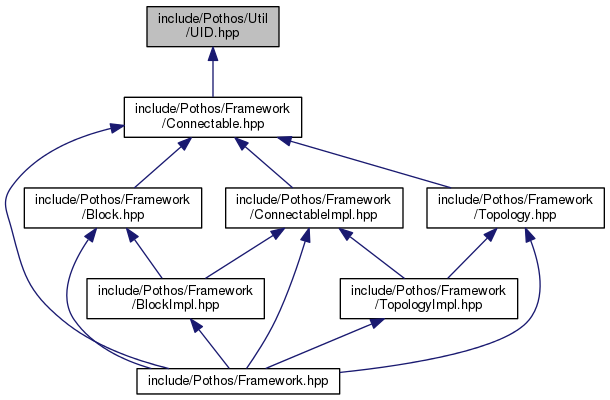 include/Pothos/Util
/UID.hpp
include/Pothos/Framework
/Connectable.hpp
include/Pothos/Framework
/Block.hpp
include/Pothos/Framework
/ConnectableImpl.hpp
include/Pothos/Framework
/Topology.hpp
include/Pothos/Framework
/BlockImpl.hpp
include/Pothos/Framework
/TopologyImpl.hpp
include/Pothos/Framework.hpp